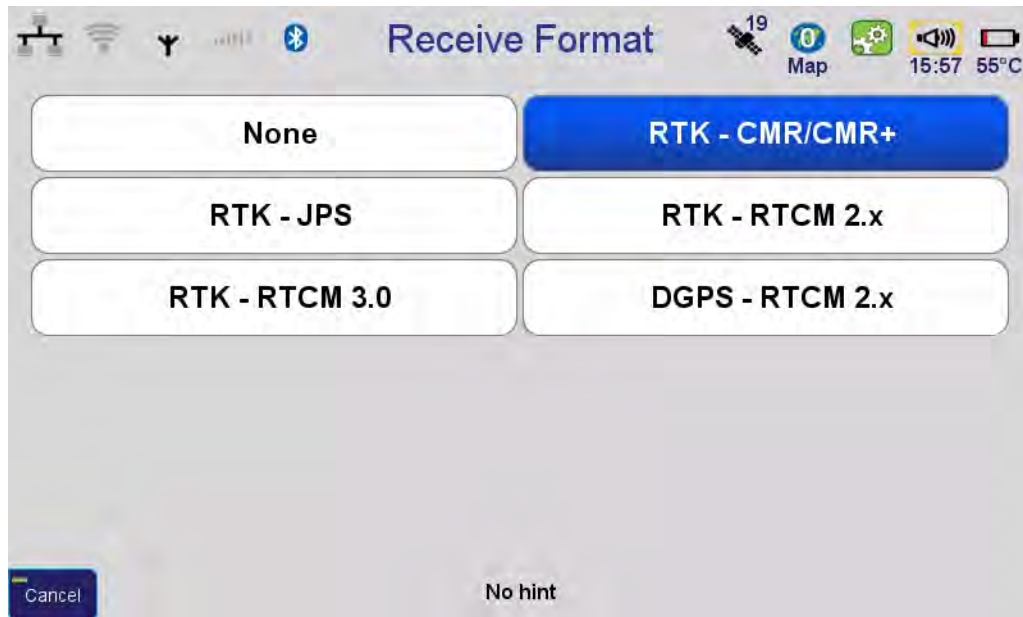 Receive Format
19
0
Map
15:57
55°C
None
RTK - CMR/CMR+
RTK - JPS
RTK - RTCM 2.x
RTK - RTCM 3.0
DGPS - RTCM 2.x
Cancel
No hint